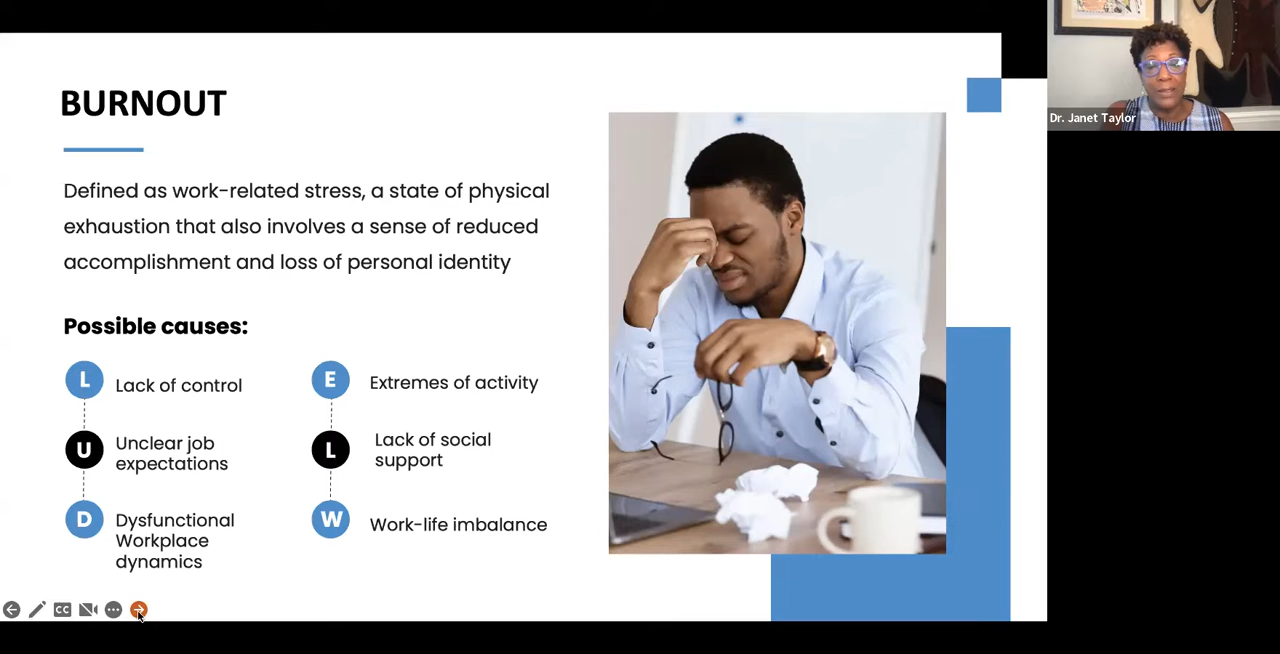 BURNOUT
Defined as work-related stress, a state of physical
exhaustion that also involves a sense of reduced
accomplishment and loss of personal identity
Possible causes:
L Lack of control
U Unclear job
expectations
D Dysfunctional
Workplace
dynamics
E Extremes of activity
L Lack of social
support
W Work-life imbalance
CC
Dr. Janet Taylor